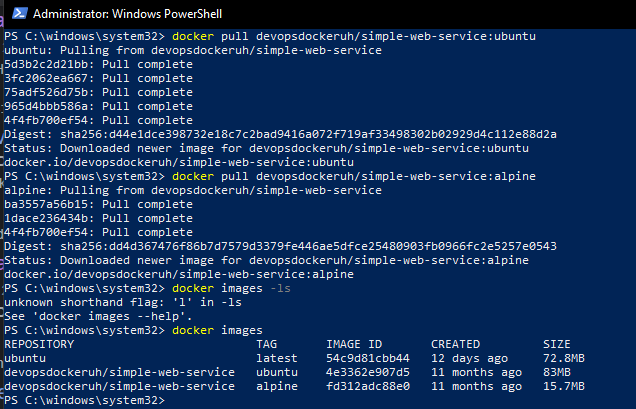 Administrator: Windows PowerShell
PS C:\windows\system32> docker pull devopsdockeruh/simple-web-service:ubuntu
ubuntu: Pulling from devopsdockeruh/simple-web-service
5d3b2c2d21bb: Pull complete
3fc2062ea667: Pull complete
75adf526d75b: Pull complete
965d4bbb586a: Pull complete
4f4fb700ef54: Pull complete
Digest: sha256:d44e1dce398732e18c7c2bad9416a072f719af33498302b02929d4c112e88d2a
Status: Downloaded newer image for devopsdockeruh/simple-web-service:ubuntu
docker.io/devopsdockeruh/simple-web-service:ubuntu
PS C:\windows\system32> docker pull devopsdockeruh/simple-web-service:alpine
alpine: Pulling from devopsdockeruh/simple-web-service
ba3557a56b15: Pull complete
1dace236434b: Pull complete
4f4fb700ef54: Pull complete
Digest: sha256:dd4d367476f86b7d7579d3379fe446ae5dfce25480903fb0966fc2e5257e0543
Status: Downloaded newer image for devopsdockeruh/simple-web-service:alpine
docker.io/devopsdockeruh/simple-web-service:alpine
PS C:\windows\system32> docker images -ls
unknown shorthand flag: 'l' in -ls
See 'docker images --help'.
PS C:\windows\system32> docker images
REPOSITORY TAG IMAGE ID CREATED SIZE
ubuntu latest 54c9d81cbb44 12 days ago 72.8MB
devopsdockeruh/simple-web-service ubuntu 4e3362e907d5 11 months ago 83MB
devopsdockeruh/simple-web-service alpine fd312adc88e0 11 months ago 15.7MB
PS C:\windows\system32>